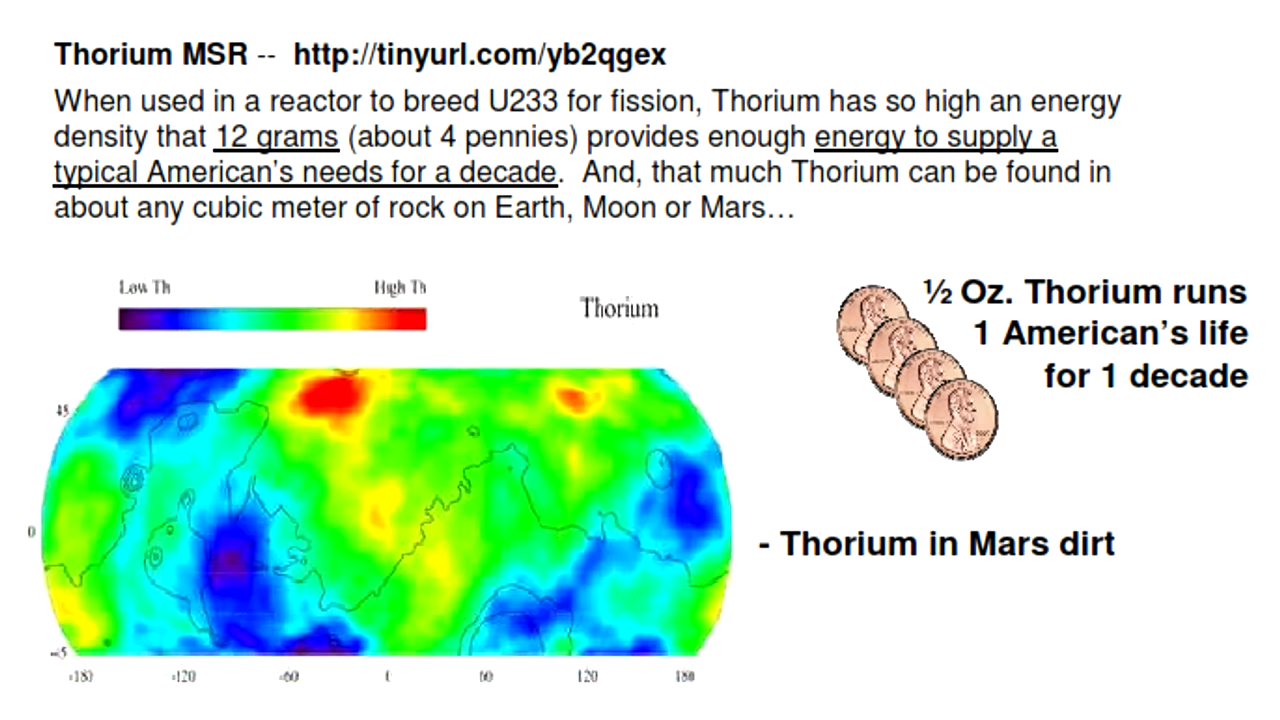 Thorium MSR -- http://tinyurl.com/yb2qgex
When used in a reactor to breed U233 for fission, Thorium has so high an energy
density that 12 grams (about 4 pennies) provides enough energy to supply a
typical American's needs for a decade. And, that much Thorium can be found in
about any cubic meter of rock on Earth, Moon or Mars…
Low Th High Th
Thorium
½ Oz. Thorium runs
1 American's life
for 1 decade
45
0
- Thorium in Mars dirt
-180 -120 -60 60 120 180